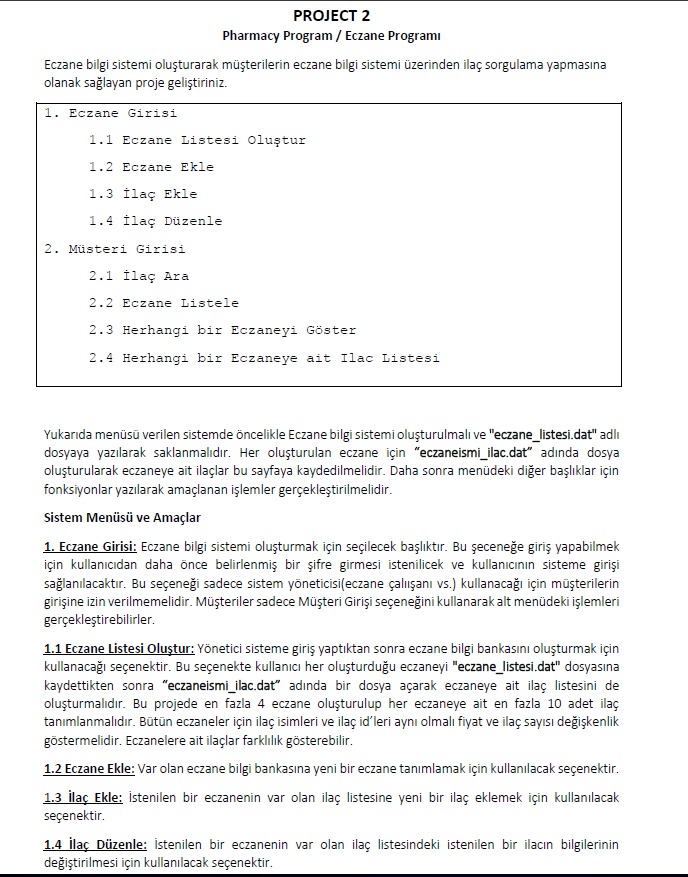 PROJECT 2
Pharmacy Program / Eczane Programı
Eczane bilgi sistemi oluşturarak müşterilerin eczane bilgi sistemi üzerinden ilaç sorgulama yapmasına
olanak sağlayan proje geliştiriniz.
1. Eczane Girisi
1.1 Eczane Listesi Oluştur
1.2 Eczane Ekle
1.3 İlaç Ekle
1.4 İlaç Düzenle
2. Müsteri Girisi
2.1 İlaç Ara
2.2 Eczane Listele
2.3 Herhangi bir Eczaneyi Göster
2.4 Herhangi bir Eczaneye ait Ilac Listesi
Yukarıda menüsü verilen sistemde öncelikle Eczane bilgi sistemi oluşturulmalı ve "eczane_listesi.dat" adlı
dosyaya yazılarak saklanmalıdır. Her oluşturulan eczane için “eczaneismi_ilac.dat” adında dosya
oluşturularak eczaneye ait ilaçlar bu sayfaya kaydedilmelidir. Daha sonra menüdeki diğer başlıklar için
fonksiyonlar yazılarak amaçlanan işlemler gerçekleştirilmelidir.
Sistem Menüsü ve Amaçlar
1. Eczane Girisi: Eczane bilgi sistemi oluşturmak için seçilecek başlıktır. Bu şeceneğe giriş yapabilmek
için kullanıcıdan daha önce belirlenmiş bir şifre girmesi istenilicek ve kullanıcının sisteme girişi
sağlanılacaktır. Bu seçeneği sadece sistem yöneticisi(eczane çalıışanı vs.) kullanacağı için müşterilerin
girişine izin verilmemelidir. Müşteriler sadece Müşteri Girişi seçeneğini kullanarak alt menüdeki işlemleri
gerçekleştirebilirler.
1.1 Eczane Listesi Oluştur: Yönetici sisteme giriş yaptıktan sonra eczane bilgi bankasını oluşturmak için
kullanacağı seçenektir. Bu seçenekte kullanıcı her oluşturduğu eczaneyi "eczane_listesi.dat" dosyasına
kaydettikten sonra “eczaneismi_ilac.dat” adında bir dosya açarak eczaneye ait ilaç listesini de
oluşturmalıdır. Bu projede en fazla 4 eczane oluşturulup her eczaneye ait en fazla 10 adet ilaç
tanımlanmalıdır. Bütün eczaneler için ilaç isimleri ve ilaç id’leri aynı olmalı fiyat ve ilaç sayısı değişkenlik
göstermelidir. Eczanelere ait ilaçlar farklılık gösterebilir.
1.2 Eczane Ekle: Var olan eczane bilgi bankasına yeni bir eczane tanımlamak için kullanılacak seçenektir.
1.3 İlaç Ekle: İstenilen bir eczanenin var olan ilaç listesine yeni bir ilaç eklemek için kullanılacak
seçenektir.
1.4 İlaç Düzenle: İstenilen bir eczanenin var olan ilaç listesindeki istenilen bir ilacın bilgilerinin
değiştirilmesi için kullanılacak seçenektir.